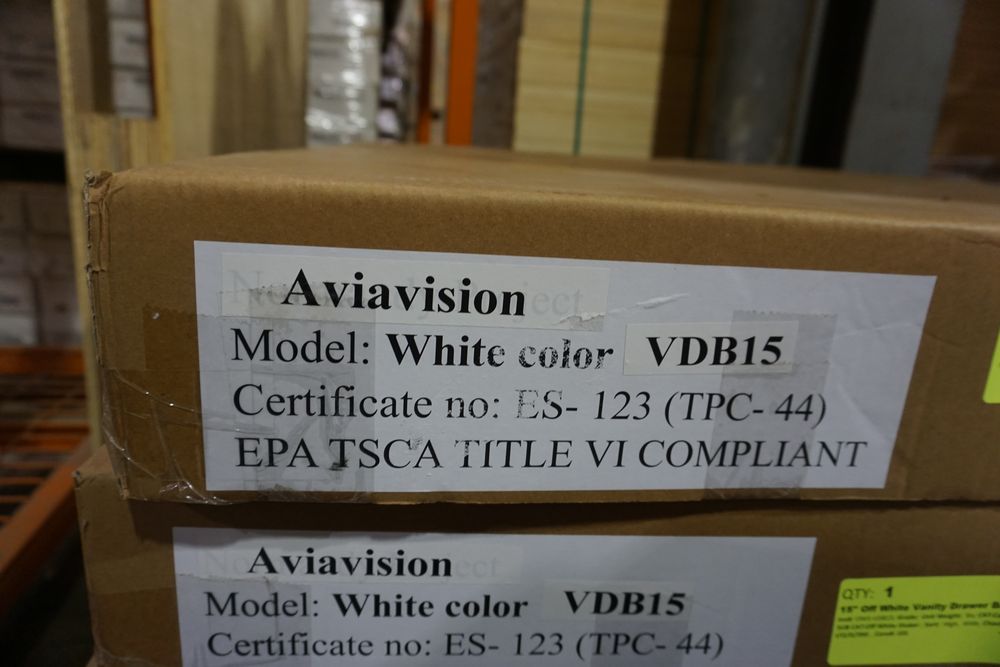 Aviavision
Model: White color VDB15
Certificate no: ES- 123 (TPC- 44)
EPA TSCA TITLE VI COMPLIANT
Aviavision
Model: White color VDB15
Certificate no: ES- 123 (TPC- 44)
QTY: 1
15" Off White Vanity Drawer